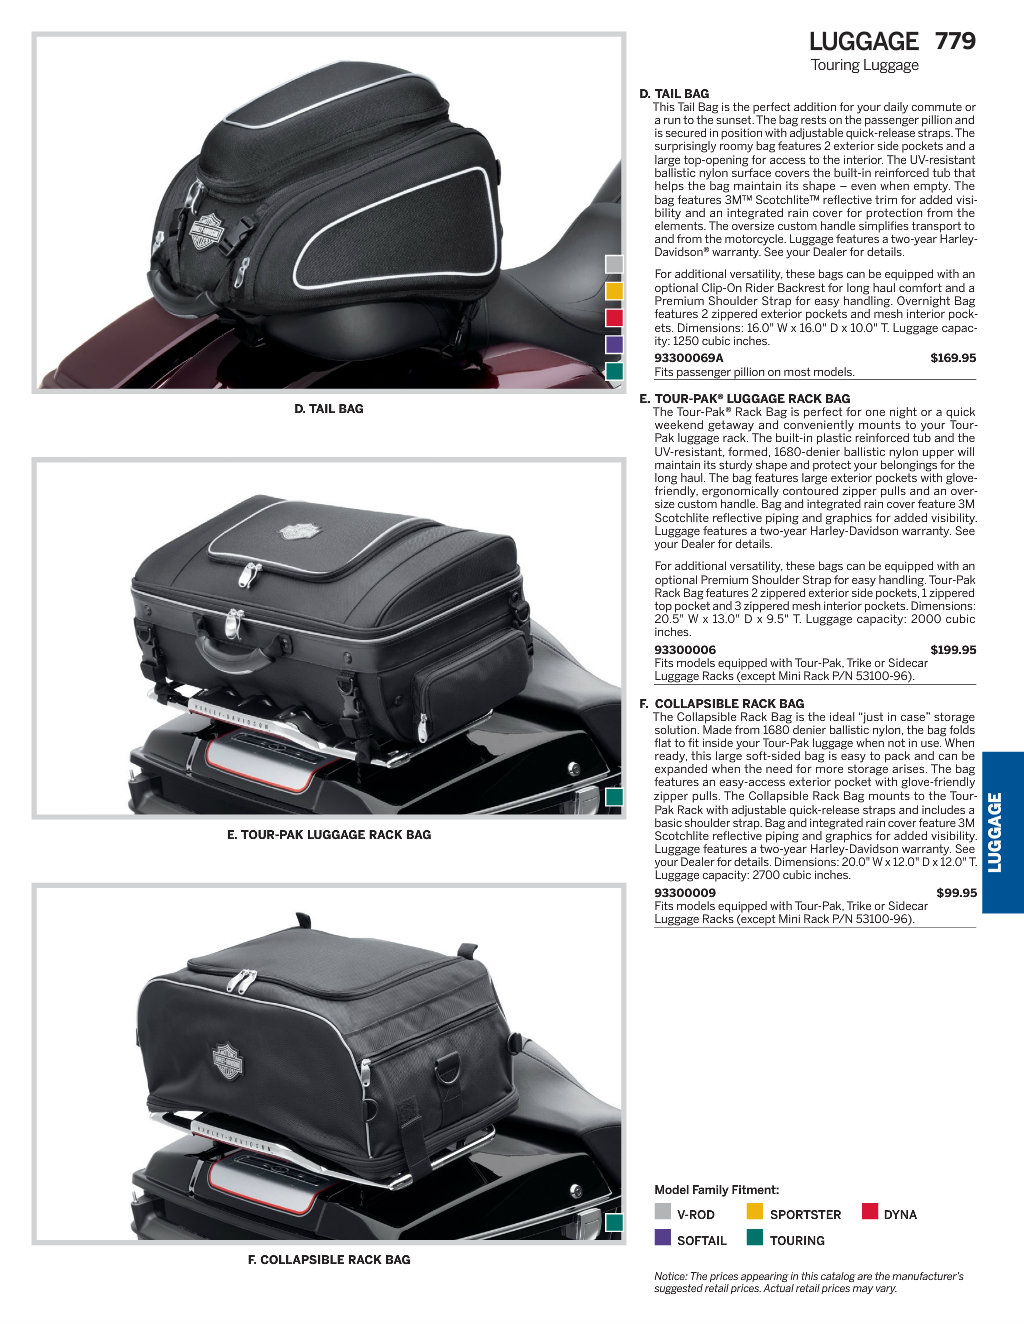 LUGGAGE 779
Touring Luggage
D. TAIL BAG
This Tail Bag is the perfect addition for your daily commute or
a run to the sunset. The bag rests on the passenger pillion and
is secured in position with adjustable quick-release straps. The
surprisingly roomy bag features 2 exterior side pockets and a
large top-opening for access to the interior. The UV-resistant
ballistic nylon surface covers the built-in reinforced tub that
helps the bag maintain its shape – even when empty. The
bag features 3M™ Scotchlite™ reflective trim for added visi-
bility and an integrated rain cover for protection from the
elements. The oversize custom handle simplifies transport to
and from the motorcycle. Luggage features a two-year Harley-
Davidson® warranty. See your Dealer for details.
For additional versatility, these bags can be equipped with an
optional Clip-On Rider Backrest for long haul comfort and a
Premium Shoulder Strap for easy handling. Overnight Bag
features 2 zippered exterior pockets and mesh interior pock-
ets. Dimensions: 16.0" W x 16.0" D x 10.0" T. Luggage capac-
ity: 1250 cubic inches.
93300069A $169.95
Fits passenger pillion on most models.
D. TAIL BAG
E. TOUR-PAK® LUGGAGE RACK BAG
The Tour-Pak® Rack Bag is perfect for one night or a quick
weekend getaway and conveniently mounts to your Tour-
Pak luggage rack. The built-in plastic reinforced tub and the
UV-resistant, formed, 1680-denier ballistic nylon upper will
maintain its sturdy shape and protect your belongings for the
long haul. The bag features large exterior pockets with glove-
friendly, ergonomically contoured zipper pulls and an over-
size custom handle. Bag and integrated rain cover feature 3M
Scotchlite reflective piping and graphics for added visibility.
Luggage features a two-year Harley-Davidson warranty. See
your Dealer for details.
For additional versatility, these bags can be equipped with an
optional Premium Shoulder Strap for easy handling. Tour-Pak
Rack Bag features 2 zippered exterior side pockets, 1 zippered
top pocket and 3 zippered mesh interior pockets. Dimensions:
20.5" W x 13.0" D x 9.5" T. Luggage capacity: 2000 cubic
inches.
93300006 $199.95
Fits models equipped with Tour-Pak, Trike or Sidecar
Luggage Racks (except Mini Rack P/N 53100-96).
HARLEY-DAVIDSON
E. TOUR-PAK LUGGAGE RACK BAG
F. COLLAPSIBLE RACK BAG
The Collapsible Rack Bag is the ideal “just in case” storage
solution. Made from 1680 denier ballistic nylon, the bag folds
flat to fit inside your Tour-Pak luggage when not in use. When
ready, this large soft-sided bag is easy to pack and can be
expanded when the need for more storage arises. The bag
features an easy-access exterior pocket with glove-friendly
zipper pulls. The Collapsible Rack Bag mounts to the Tour-
Pak Rack with adjustable quick-release straps and includes a
basic shoulder strap. Bag and integrated rain cover feature 3M
Scotchlite reflective piping and graphics for added visibility.
Luggage features a two-year Harley-Davidson warranty. See
your Dealer for details. Dimensions: 20.0" W x 12.0" D x 12.0" T.
Luggage capacity: 2700 cubic inches.
93300009 $99.95
Fits models equipped with Tour-Pak, Trike or Sidecar
Luggage Racks (except Mini Rack P/N 53100-96).
LUGGAGE
HARLEY-DAVIDSON
F. COLLAPSIBLE RACK BAG
Model Family Fitment:
V-ROD SPORTSTER DYNA
SOFTAIL TOURING
Notice: The prices appearing in this catalog are the manufacturer's
suggested retail prices. Actual retail prices may vary.